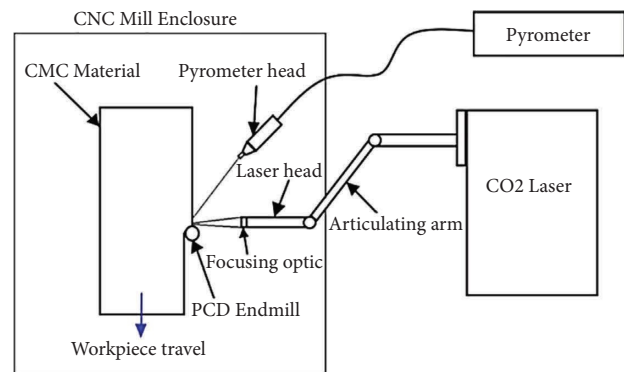 CNC Mill Enclosure
CMC Material
Pyrometer head
Pyrometer
Laser head
CO2 Laser
Articulating arm
Focusing optic
PCD Endmill
Workpiece travel